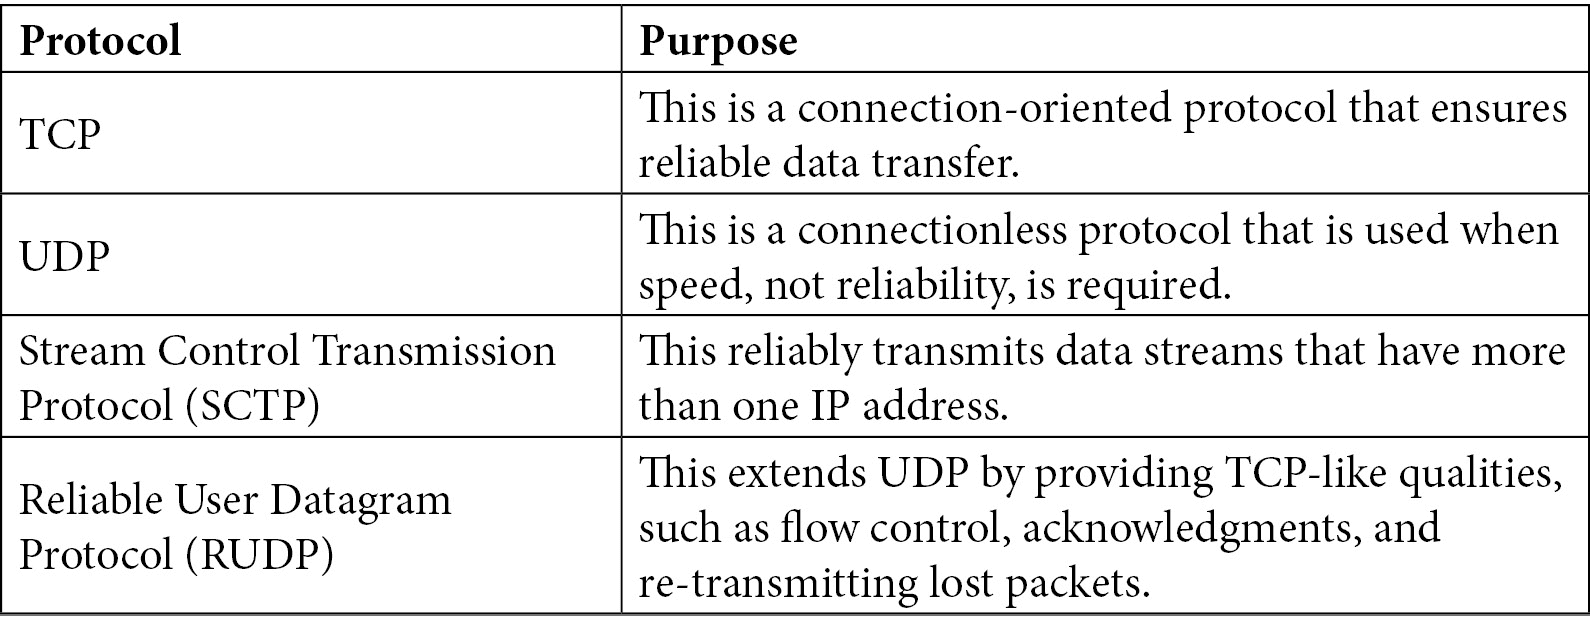 Protocol
Purpose
TCP
This is a connection-oriented protocol that ensures
reliable data transfer.
UDP
This is a connectionless protocol that is used when
speed, not reliability, is required.
Stream Control Transmission
Protocol (SCTP)
This reliably transmits data streams that have more
than one IP address.
Reliable User Datagram
Protocol (RUDP)
This extends UDP by providing TCP-like qualities,
such as flow control, acknowledgments, and
re-transmitting lost packets.